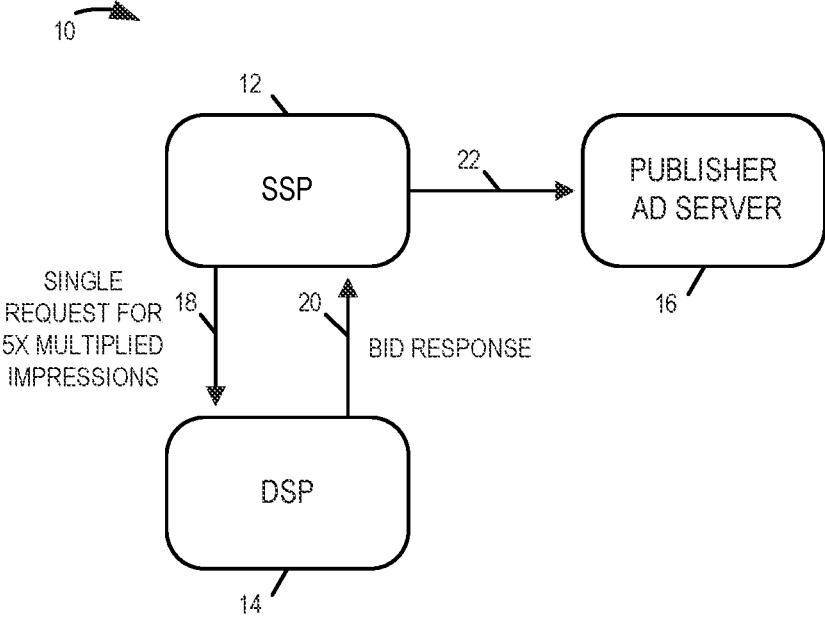 10
12
SSP
22
PUBLISHER
AD SERVER
16
SINGLE
REQUEST FOR
5X MULTIPLIED
IMPRESSIONS
18
20
BID RESPONSE
DSP
14